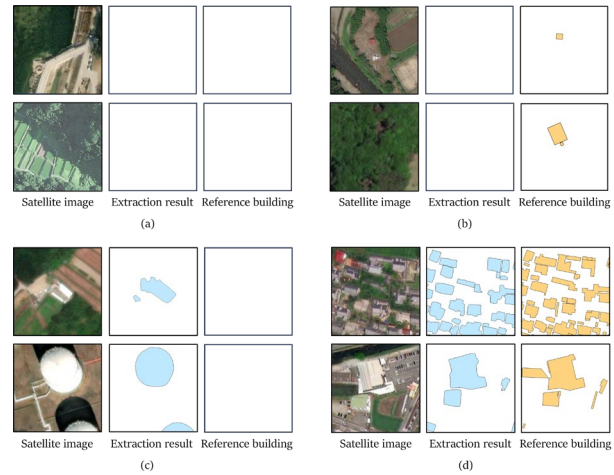 Satellite image Extraction result Reference building
(a)
Satellite image Extraction result Reference building
(b)
Satellite image Extraction result Reference building
(c)
Satellite image Extraction result Reference building
(d)